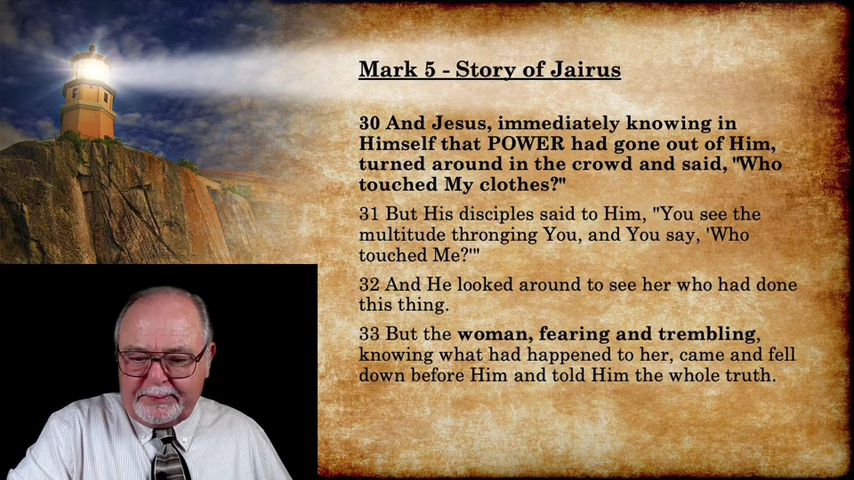 Mark 5 - Story of Jairus
30 And Jesus, immediately knowing in
Himself that POWER had gone out of Him,
turned around in the crowd and said, "Who
touched My clothes?"
31 But His disciples said to Him, "You see the
multitude thronging You, and You say, 'Who
touched Me?'"
32 And He looked around to see her who had done
this thing.
33 But the woman, fearing and trembling,
knowing what had happened to her, came and fell
down before Him and told Him the whole truth.